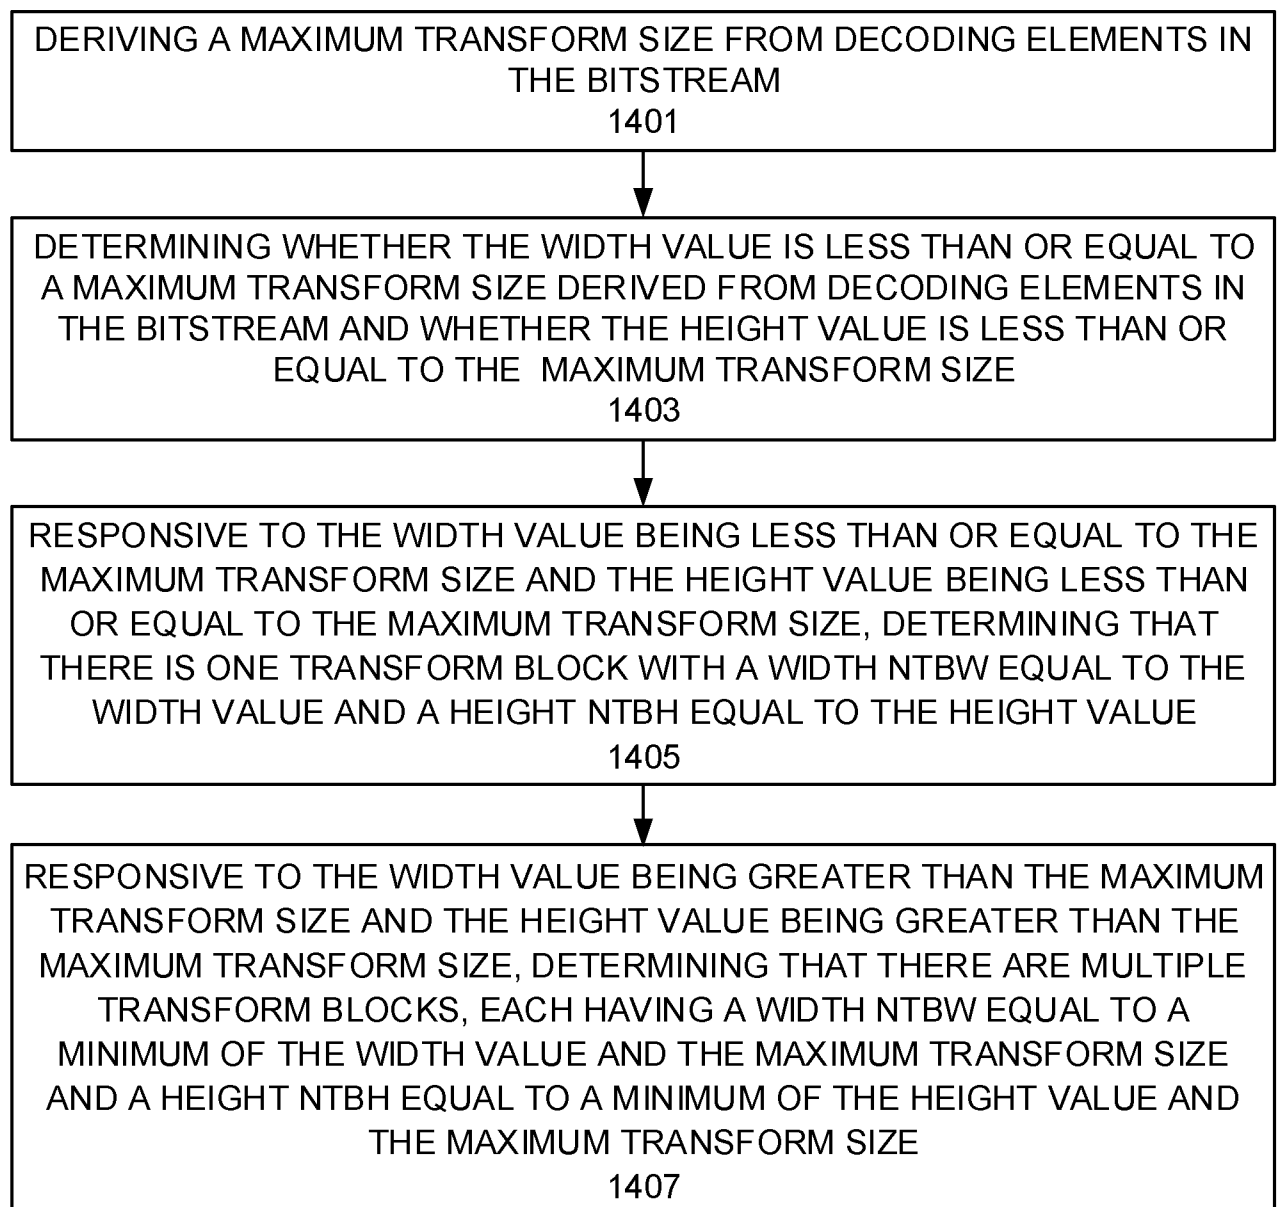 DERIVING A MAXIMUM TRANSFORM SIZE FROM DECODING ELEMENTS IN
THE BITSTREAM
1401
DETERMINING WHETHER THE WIDTH VALUE IS LESS THAN OR EQUAL TO
A MAXIMUM TRANSFORM SIZE DERIVED FROM DECODING ELEMENTS IN
THE BITSTREAM AND WHETHER THE HEIGHT VALUE IS LESS THAN OR
EQUAL TO THE MAXIMUM TRANSFORM SIZE
1403
RESPONSIVE TO THE WIDTH VALUE BEING LESS THAN OR EQUAL TO THE
MAXIMUM TRANSFORM SIZE AND THE HEIGHT VALUE BEING LESS THAN
OR EQUAL TO THE MAXIMUM TRANSFORM SIZE, DETERMINING THAT
THERE IS ONE TRANSFORM BLOCK WITH A WIDTH NTBW EQUAL TO THE
WIDTH VALUE AND A HEIGHT NTBH EQUAL TO THE HEIGHT VALUE
1405
RESPONSIVE TO THE WIDTH VALUE BEING GREATER THAN THE MAXIMUM
TRANSFORM SIZE AND THE HEIGHT VALUE BEING GREATER THAN THE
MAXIMUM TRANSFORM SIZE, DETERMINING THAT THERE ARE MULTIPLE
TRANSFORM BLOCKS, EACH HAVING A WIDTH NTBW EQUAL TO A
MINIMUM OF THE WIDTH VALUE AND THE MAXIMUM TRANSFORM SIZE
AND A HEIGHT NTBH EQUAL TO A MINIMUM OF THE HEIGHT VALUE AND
THE MAXIMUM TRANSFORM SIZE
1407